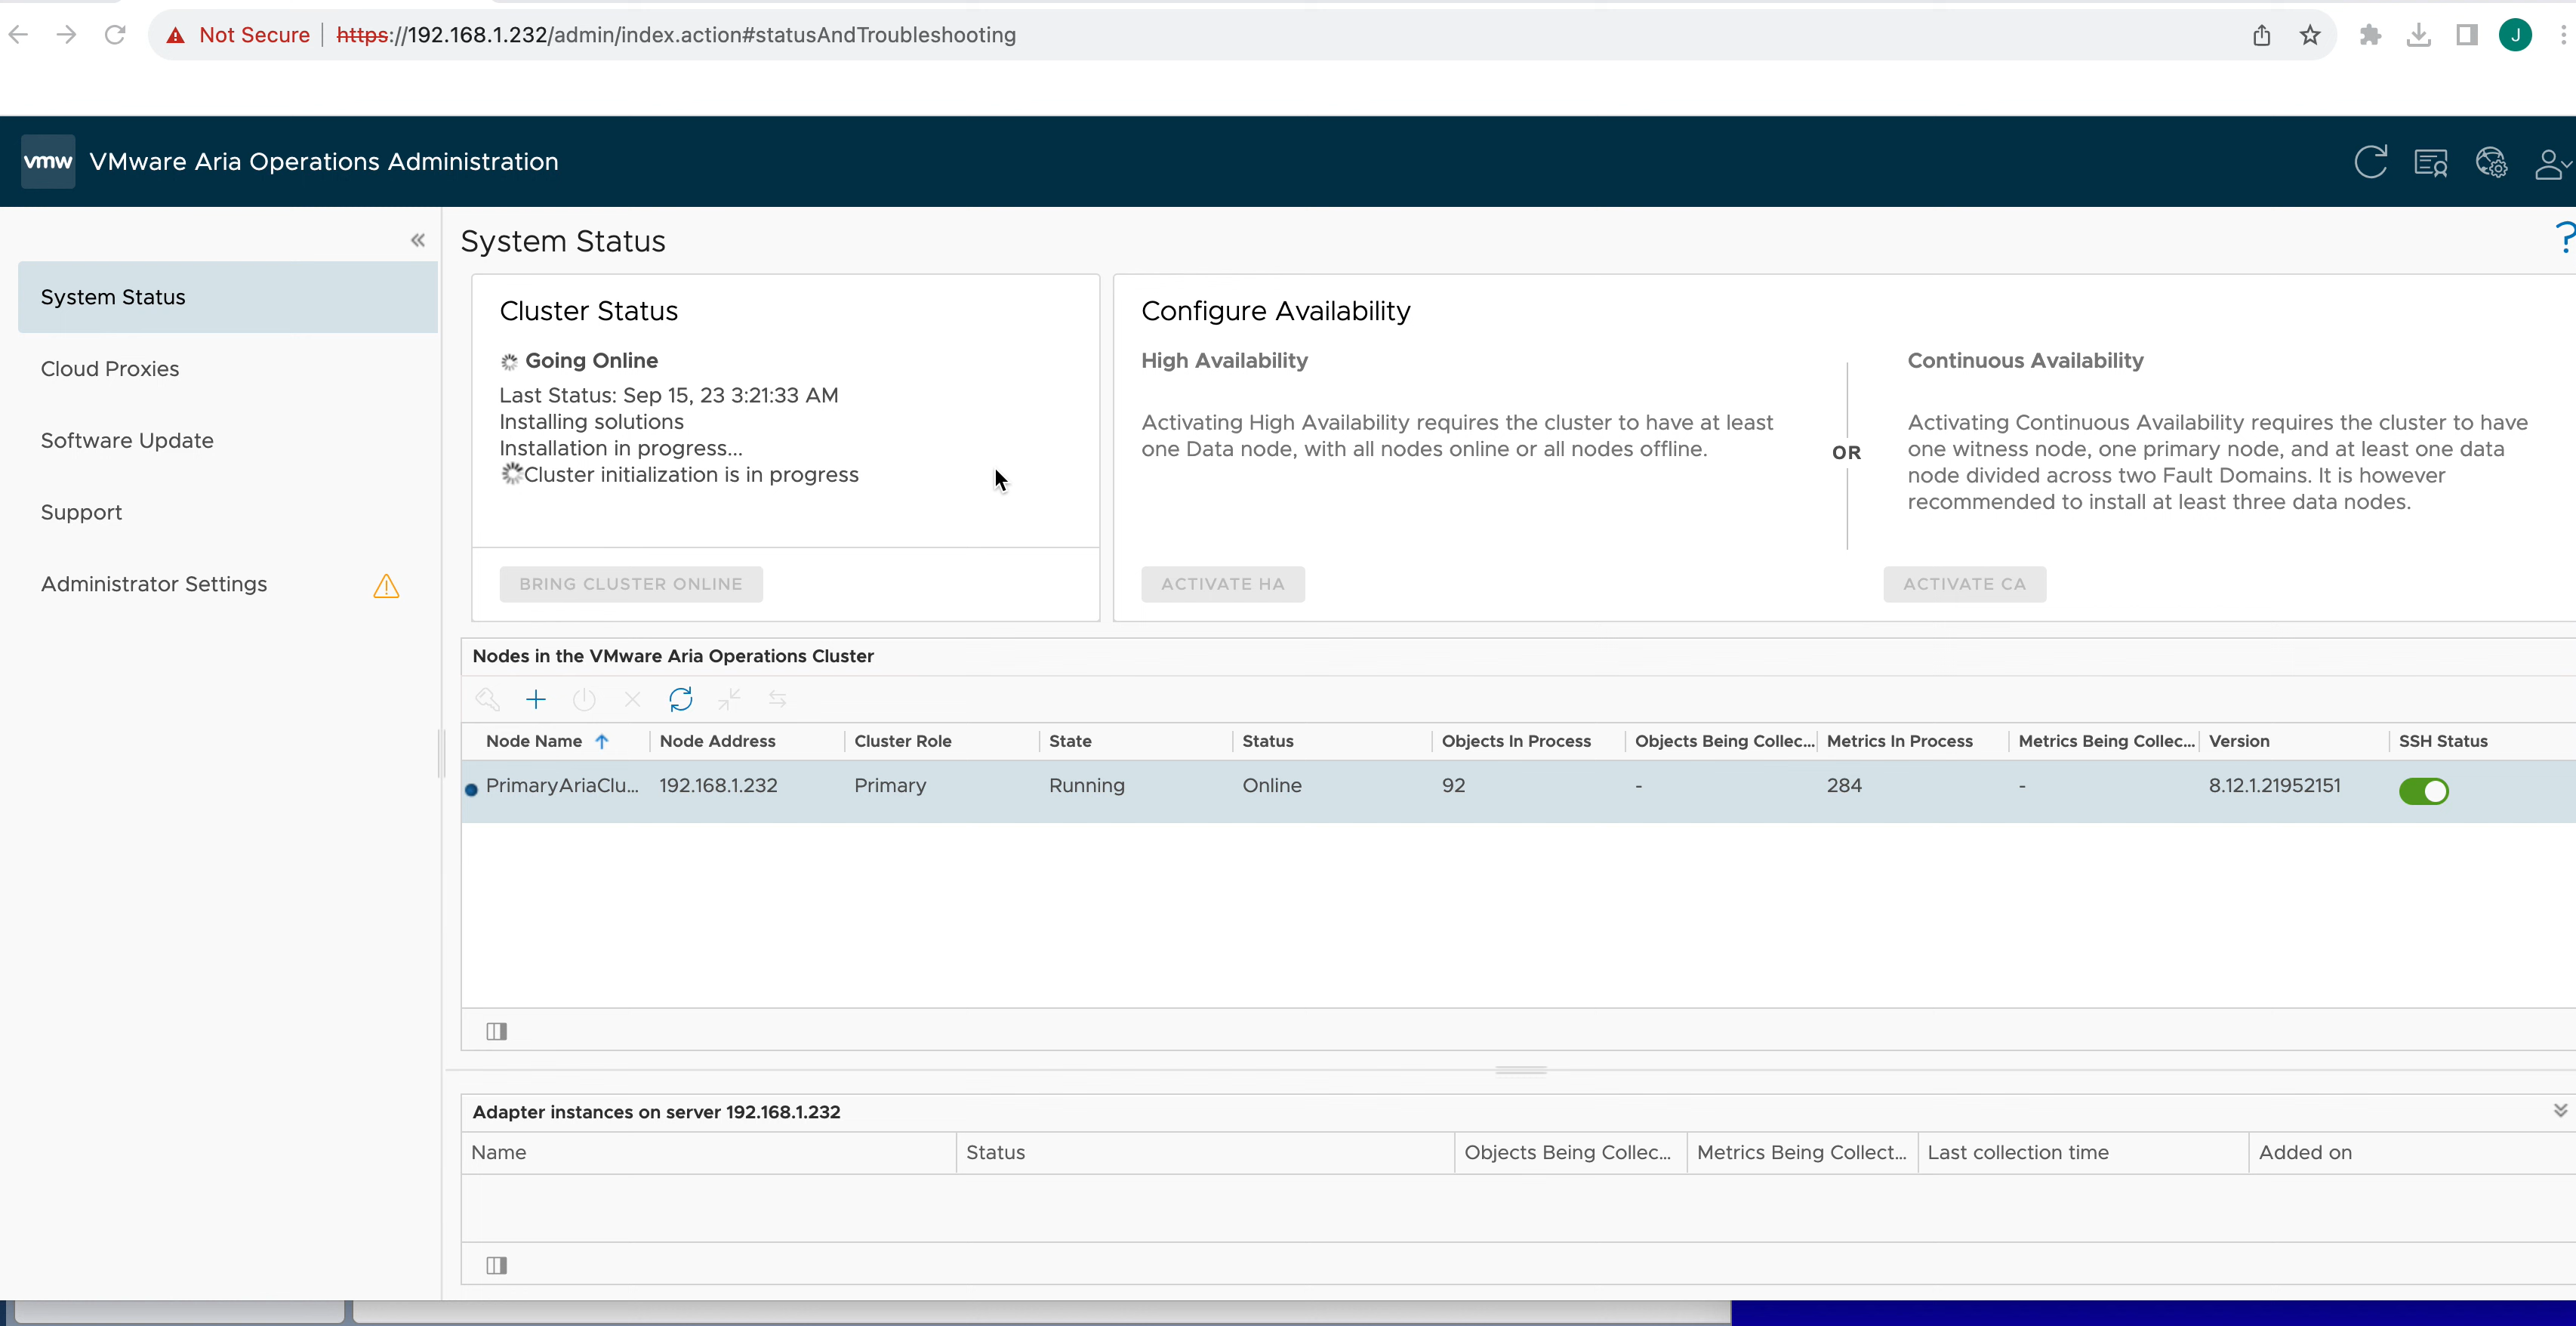 Not Secure | https://192.168.1.232/admin/index.action#statusAndTroubleshooting
J
vmw VMware Aria Operations Administration
System Status
Cloud Proxies
Software Update
Support
Administrator Settings
System Status
?
Cluster Status
Going Online
Last Status: Sep 15, 23 3:21:33 AM
Installing solutions
Installation in progress...
Cluster initialization is in progress
BRING CLUSTER ONLINE
Configure Availability
High Availability
Activating High Availability requires the cluster to have at least
one Data node, with all nodes online or all nodes offline.
ACTIVATE HA
OR
Continuous Availability
Activating Continuous Availability requires the cluster to have
one witness node, one primary node, and at least one data
node divided across two Fault Domains. It is however
recommended to install at least three data nodes.
ACTIVATE CA
Nodes in the VMware Aria Operations Cluster
Node Name Node Address Cluster Role State Status Objects In Process Objects Being Collec... Metrics In Process Metrics Being Collec... Version SSH Status
PrimaryAriaClu... 192.168.1.232 Primary Running Online 92 - 284 - 8.12.1.21952151
Adapter instances on server 192.168.1.232
Name Status Objects Being Collec... Metrics Being Collect... Last collection time Added on